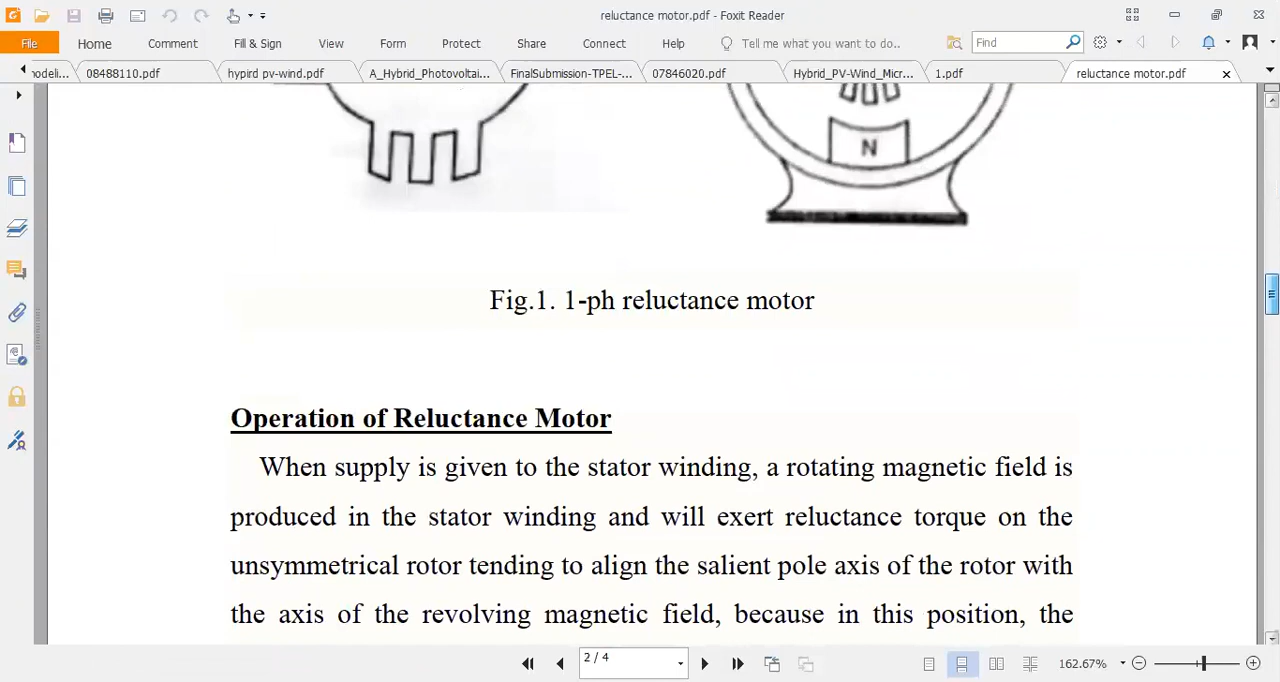 reluctance motor.pdf - Foxit Reader
File Home Comment Fill & Sign View Form Protect Share Connect Help Tell me what you want to do.. Find
nodeli... 08488110.pdf hypird pv-wind.pdf A_Hybrid_Photovoltai... FinalSubmission-TPEL-... 07846020.pdf Hybrid_PV-Wind_Micr... 1.pdf reluctance motor.pdf
N
Fig.1. 1-ph reluctance motor
Operation of Reluctance Motor
When supply is given to the stator winding, a rotating magnetic field is
produced in the stator winding and will exert reluctance torque on the
unsymmetrical rotor tending to align the salient pole axis of the rotor with
the axis of the revolving magnetic field, because in this position, the
2 / 4 162.67%